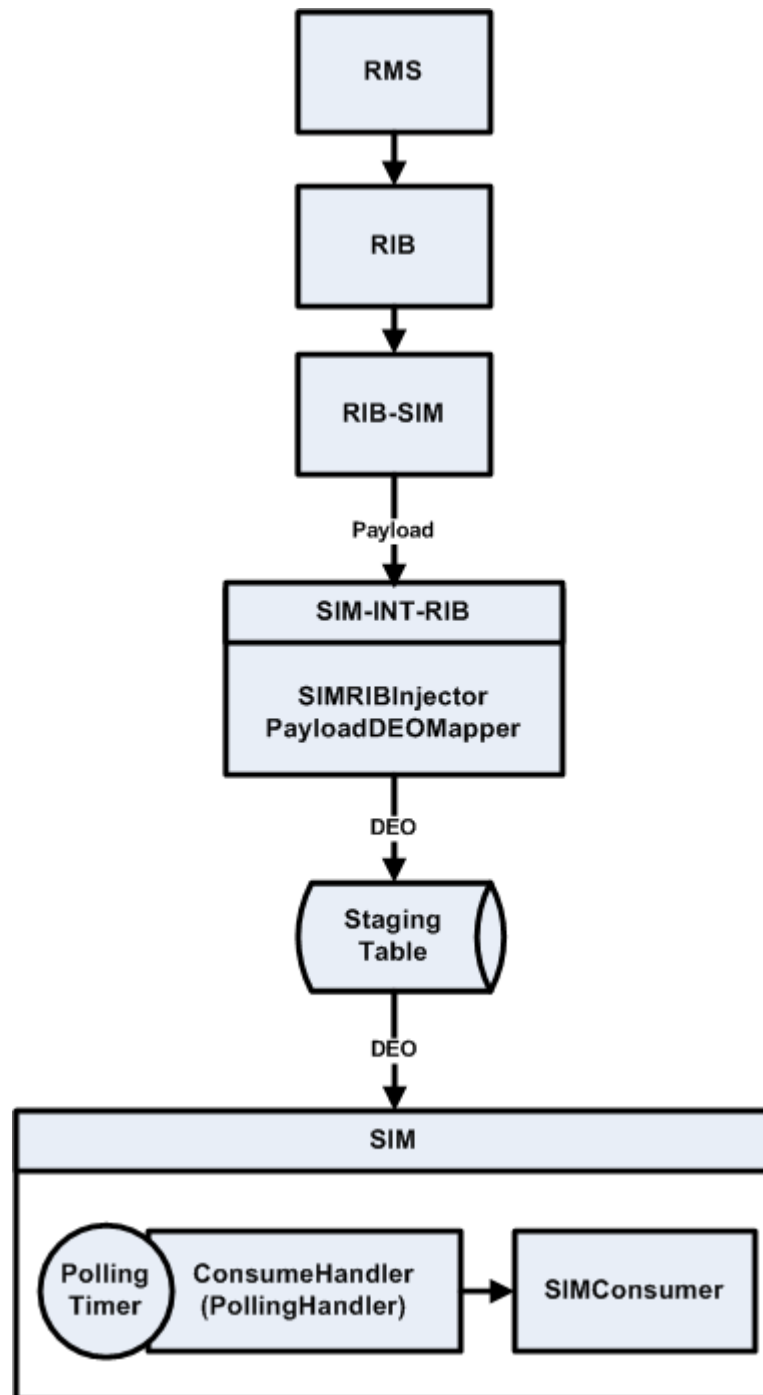 RMS
RIB
RIB-SIM
Payload
SIM-INT-RIB
SIMRIBInjector
PayloadDEOMapper
DEO
Staging
Table
DEO
SIM
Polling
Timer
ConsumeHandler
(PollingHandler)
SIMConsumer